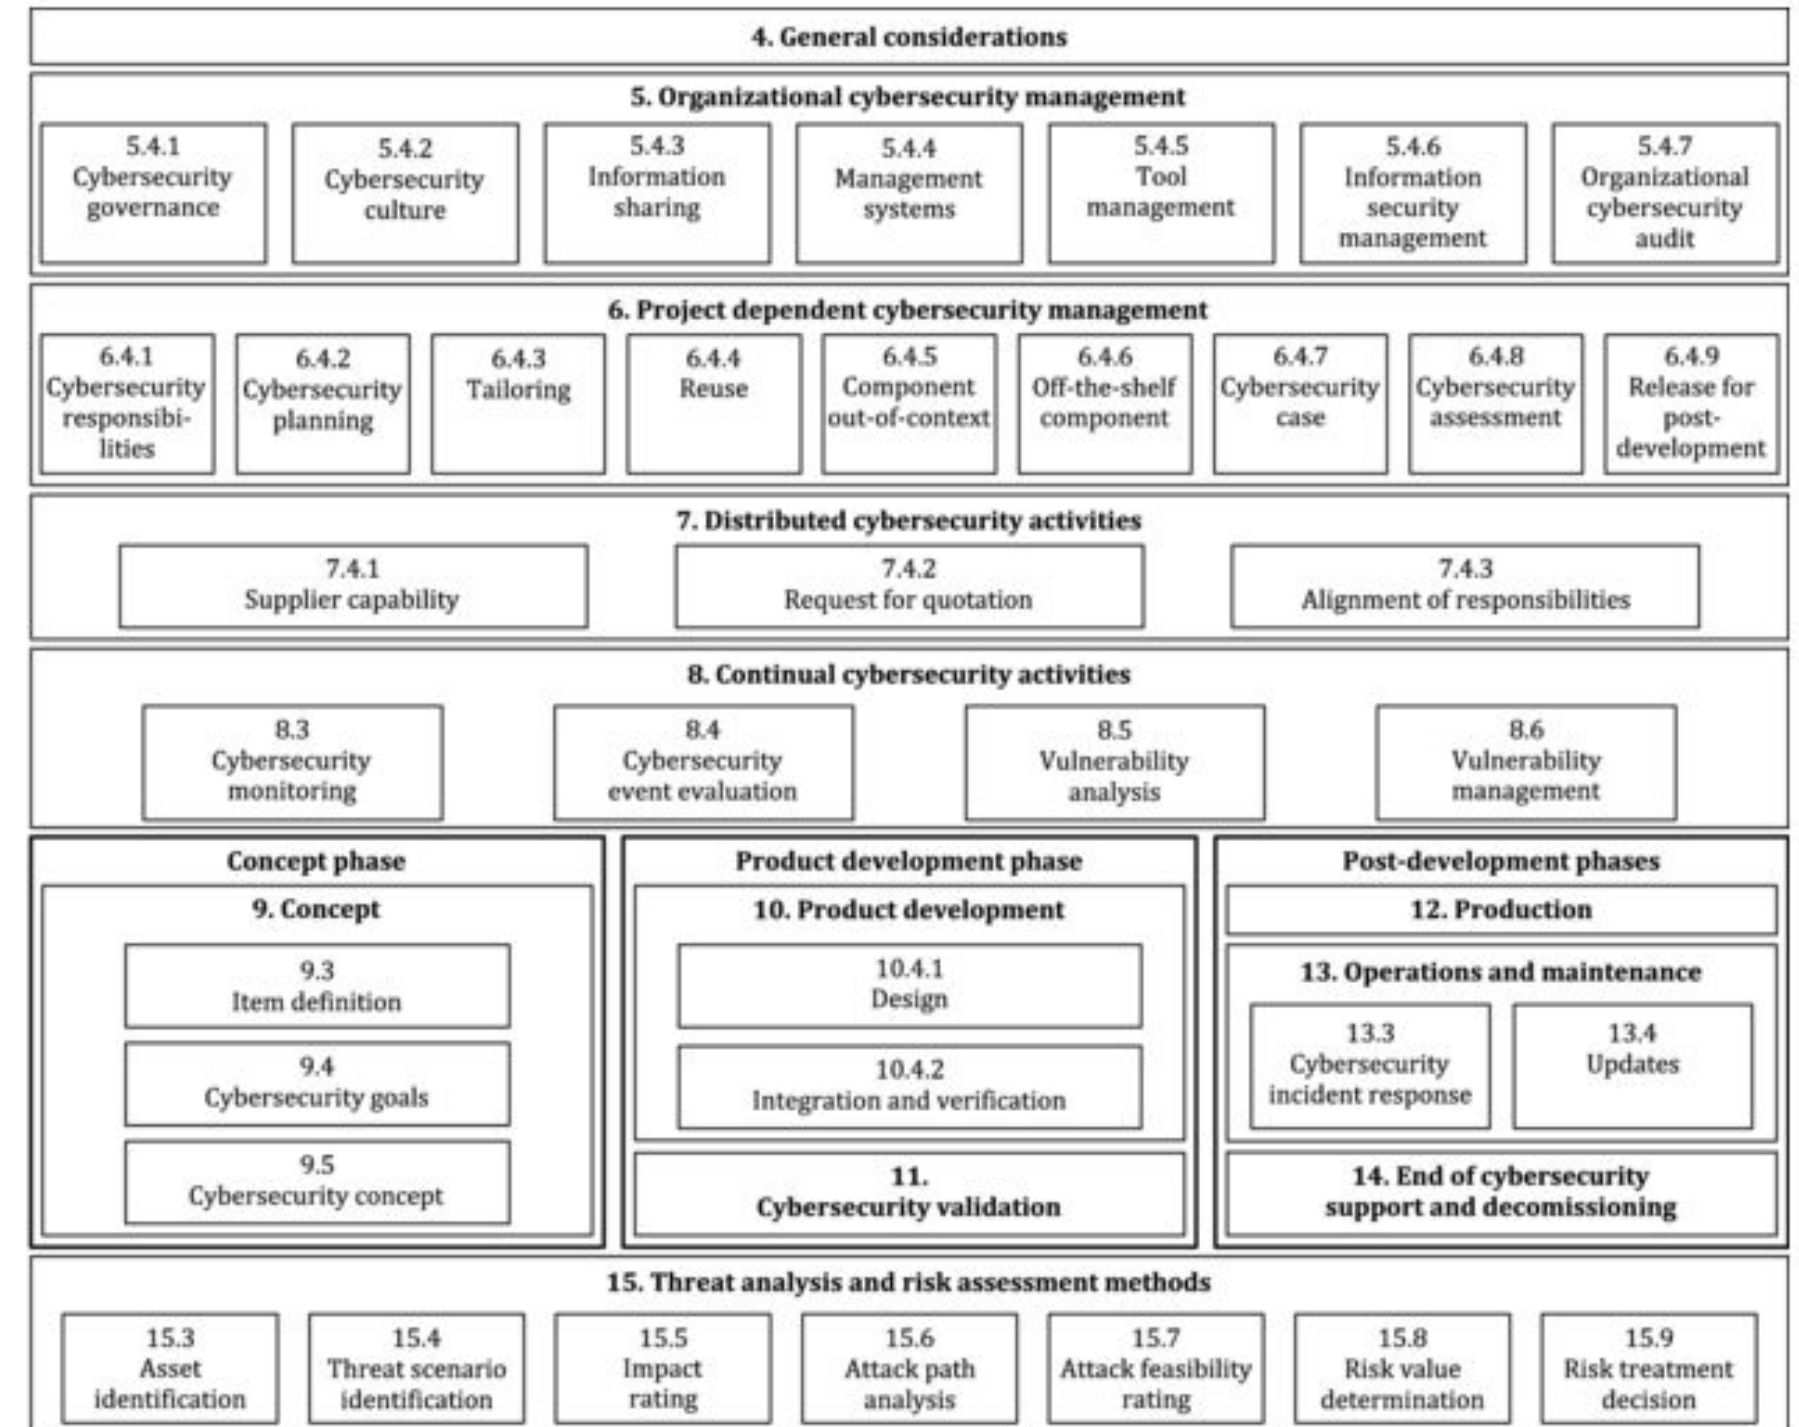 4. General considerations
5. Organizational cybersecurity management
5.4.1
Cybersecurity
governance
5.4.2
Cybersecurity
culture
5.4.3
Information
sharing
5.4.4
Management
systems
5.4.5
Tool
management
5.4.6
Information
security
management
5.4.7
Organizational
cybersecurity
audit
6. Project dependent cybersecurity management
6.4.1
Cybersecurity
responsibi-
lities
6.4.2
Cybersecurity
planning
6.4.3
Tailoring
6.4.4
Reuse
6.4.5
Component
out-of-context
6.4.6
Off-the-shelf
component
6.4.7
Cybersecurity
case
6.4.8
Cybersecurity
assessment
6.4.9
Release for
post-
development
7. Distributed cybersecurity activities
7.4.1
Supplier capability
7.4.2
Request for quotation
7.4.3
Alignment of responsibilities
8. Continual cybersecurity activities
8.3
Cybersecurity
monitoring
8.4
Cybersecurity
event evaluation
8.5
Vulnerability
analysis
8.6
Vulnerability
management
Concept phase
9. Concept
9.3
Item definition
9.4
Cybersecurity goals
9.5
Cybersecurity concept
Product development phase
10. Product development
10.4.1
Design
10.4.2
Integration and verification
11.
Cybersecurity validation
Post-development phases
12. Production
13. Operations and maintenance
13.3
Cybersecurity
incident response
13.4
Updates
14. End of cybersecurity
support and decomissioning
15. Threat analysis and risk assessment methods
15.3
Asset
identification
15.4
Threat scenario
identification
15.5
Impact
rating
15.6
Attack path
analysis
15.7
Attack feasibility
rating
15.8
Risk value
determination
15.9
Risk treatment
decision